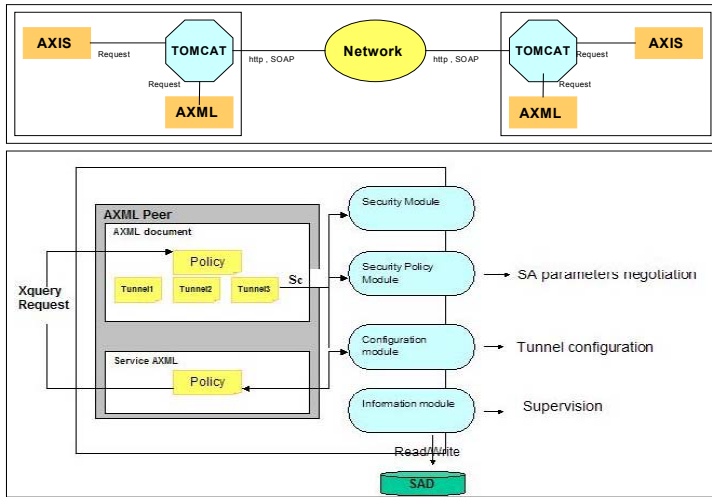 AXIS
Request
TOMCAT
Request
AXML
http , SOAP
Network
http , SOAP
TOMCAT
Request
AXIS
Request
AXML
AXML Peer
AXML document
Policy
Tunnel1
Tunnel2
Tunnel3
Sc
Xquery
Request
Service AXML
Policy
Security Module
Security Policy
Module
SA parameters negotiation
Configuration
module
Tunnel configuration
Information module
Supervision
Read/Write
SAD